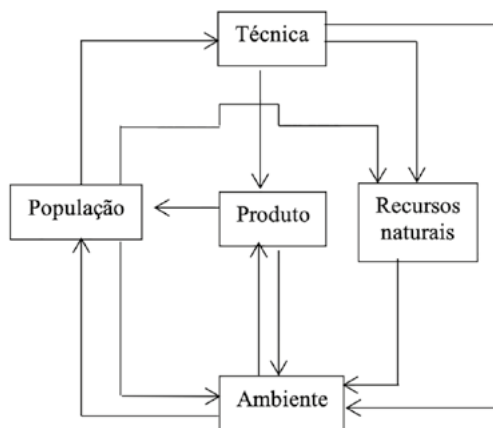 Técnica
População
Produto
Recursos
naturais
Ambiente